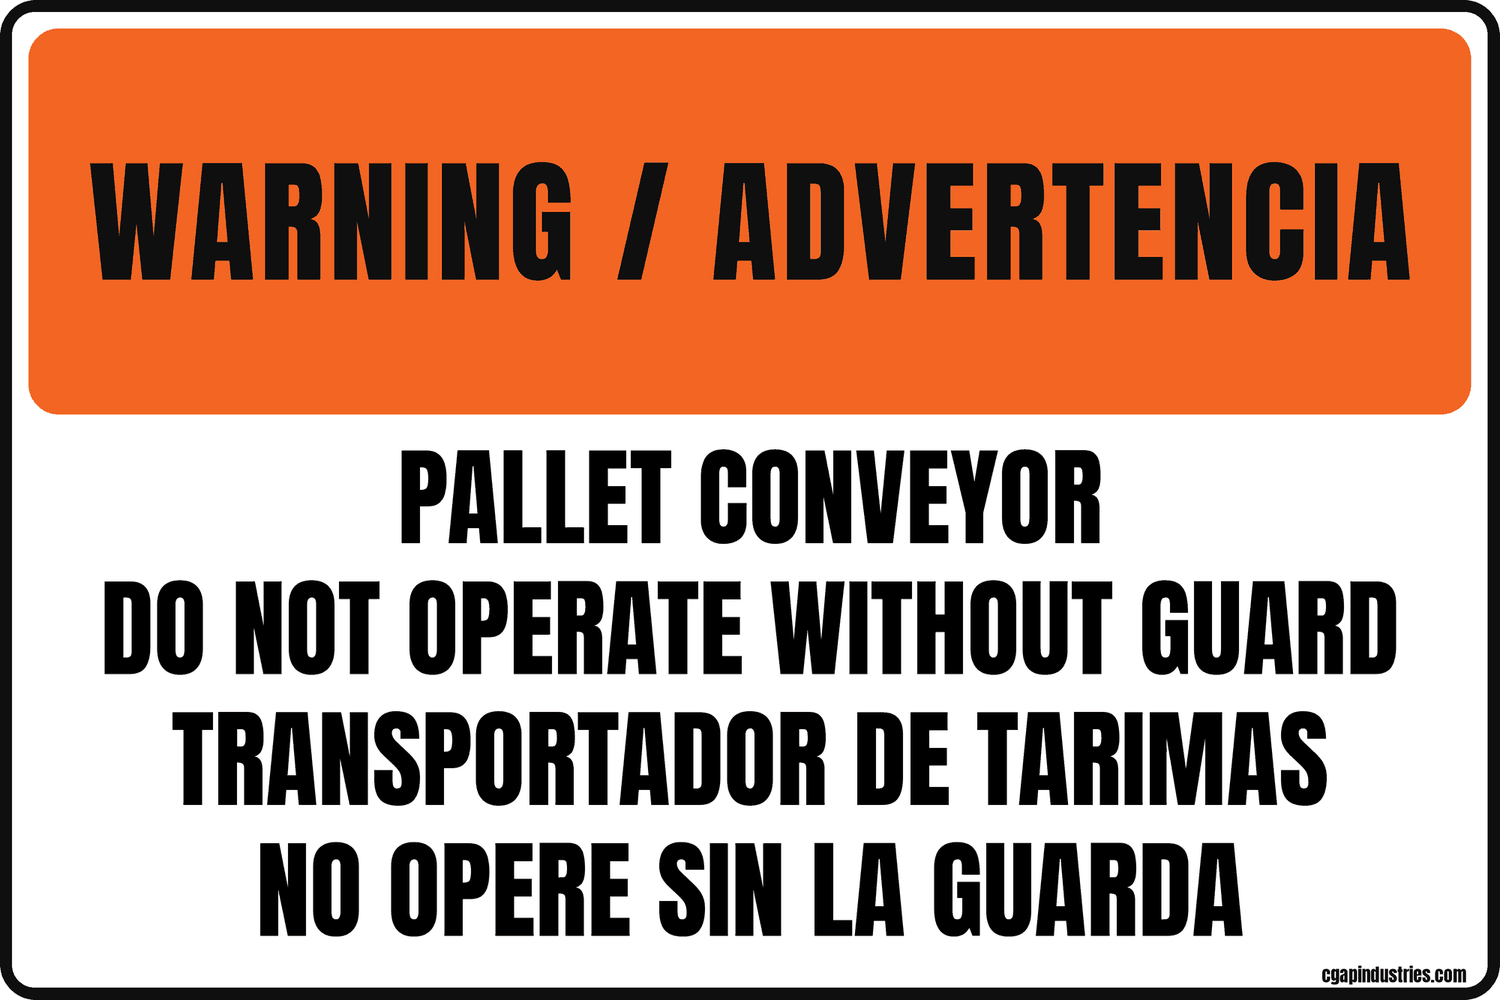 WARNING / ADVERTENCIA
PALLET CONVEYOR
DO NOT OPERATE WITHOUT GUARD
TRANSPORTADOR DE TARIMAS
NO OPERE SIN LA GUARDA
cgapindustries.com